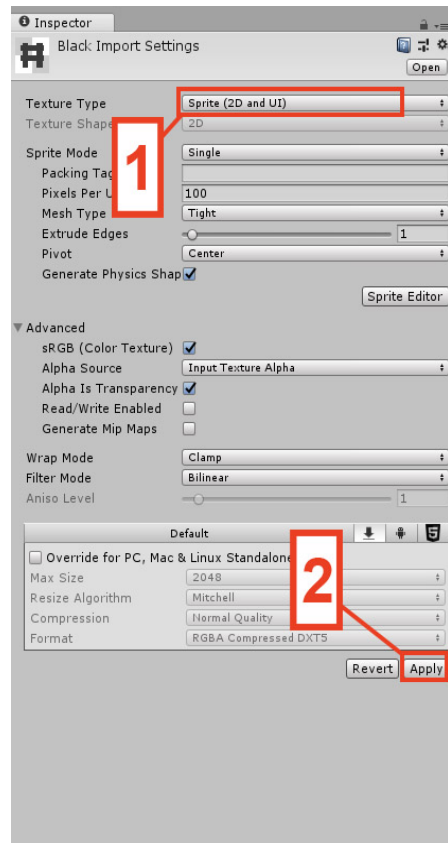 Inspector
Black Import Settings
Open
Texture Type Sprite (2D and UI)
Texture Shape 2D
1
Sprite Mode Single
Packing Tag
Pixels Per U 100
Mesh Type Tight
Extrude Edges 1
Pivot Center
Generate Physics Shap
Sprite Editor
Advanced
sRGB (Color Texture)
Alpha Source Input Texture Alpha
Alpha Is Transparency
Read/Write Enabled
Generate Mip Maps
Wrap Mode Clamp
Filter Mode Bilinear
Aniso Level 1
Default
Override for PC, Mac & Linux Standalone
2
Max Size 2048
Resize Algorithm Mitchell
Compression Normal Quality
Format RGBA Compressed DXT5
Revert Apply